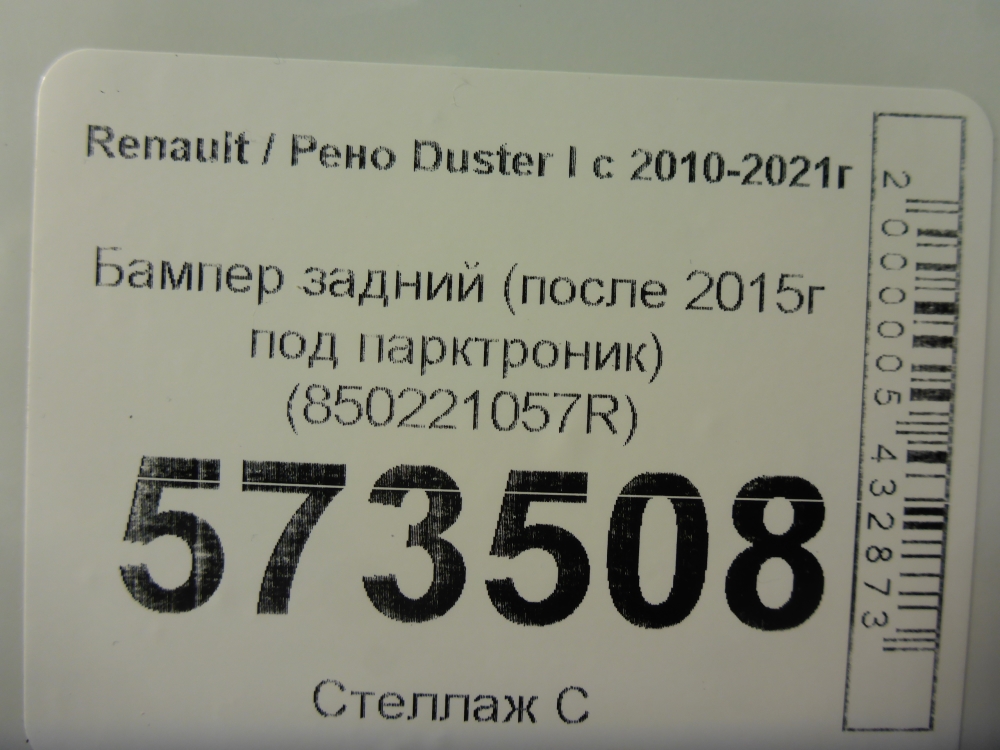 Renault / Рено Duster I с 2010-2021г
Бампер задний (после 2015г
под парктроник)
(850221057R)
573508
Стеллаж С
2000005432873